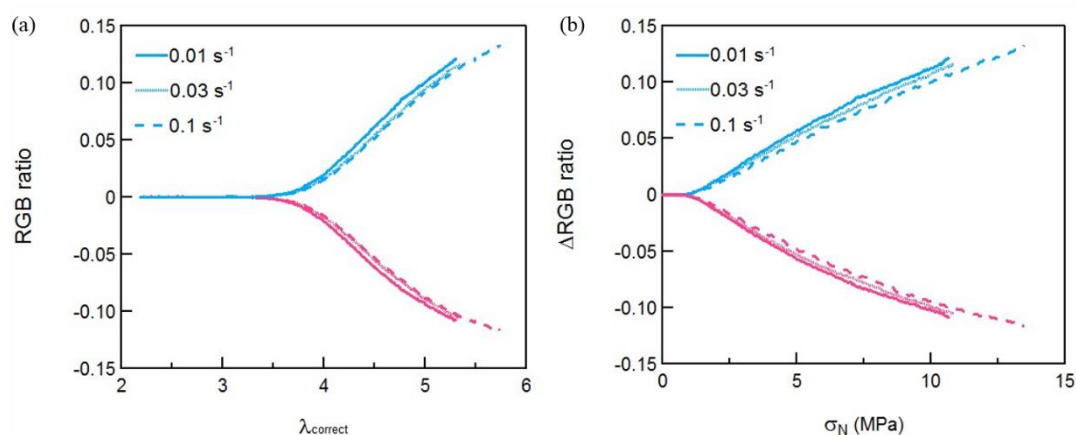 (a)
0.15
0.10
0.05
0
-0.05
-0.10
-0.15
RGB ratio
0.01 s⁻¹
0.03 s⁻¹
0.1 s⁻¹
2 3 4 5 6
λcorrect
(b)
0.15
0.10
0.05
0
-0.05
-0.10
-0.15
ΔRGB ratio
0.01 s⁻¹
0.03 s⁻¹
0.1 s⁻¹
0 5 10 15
σN (MPa)